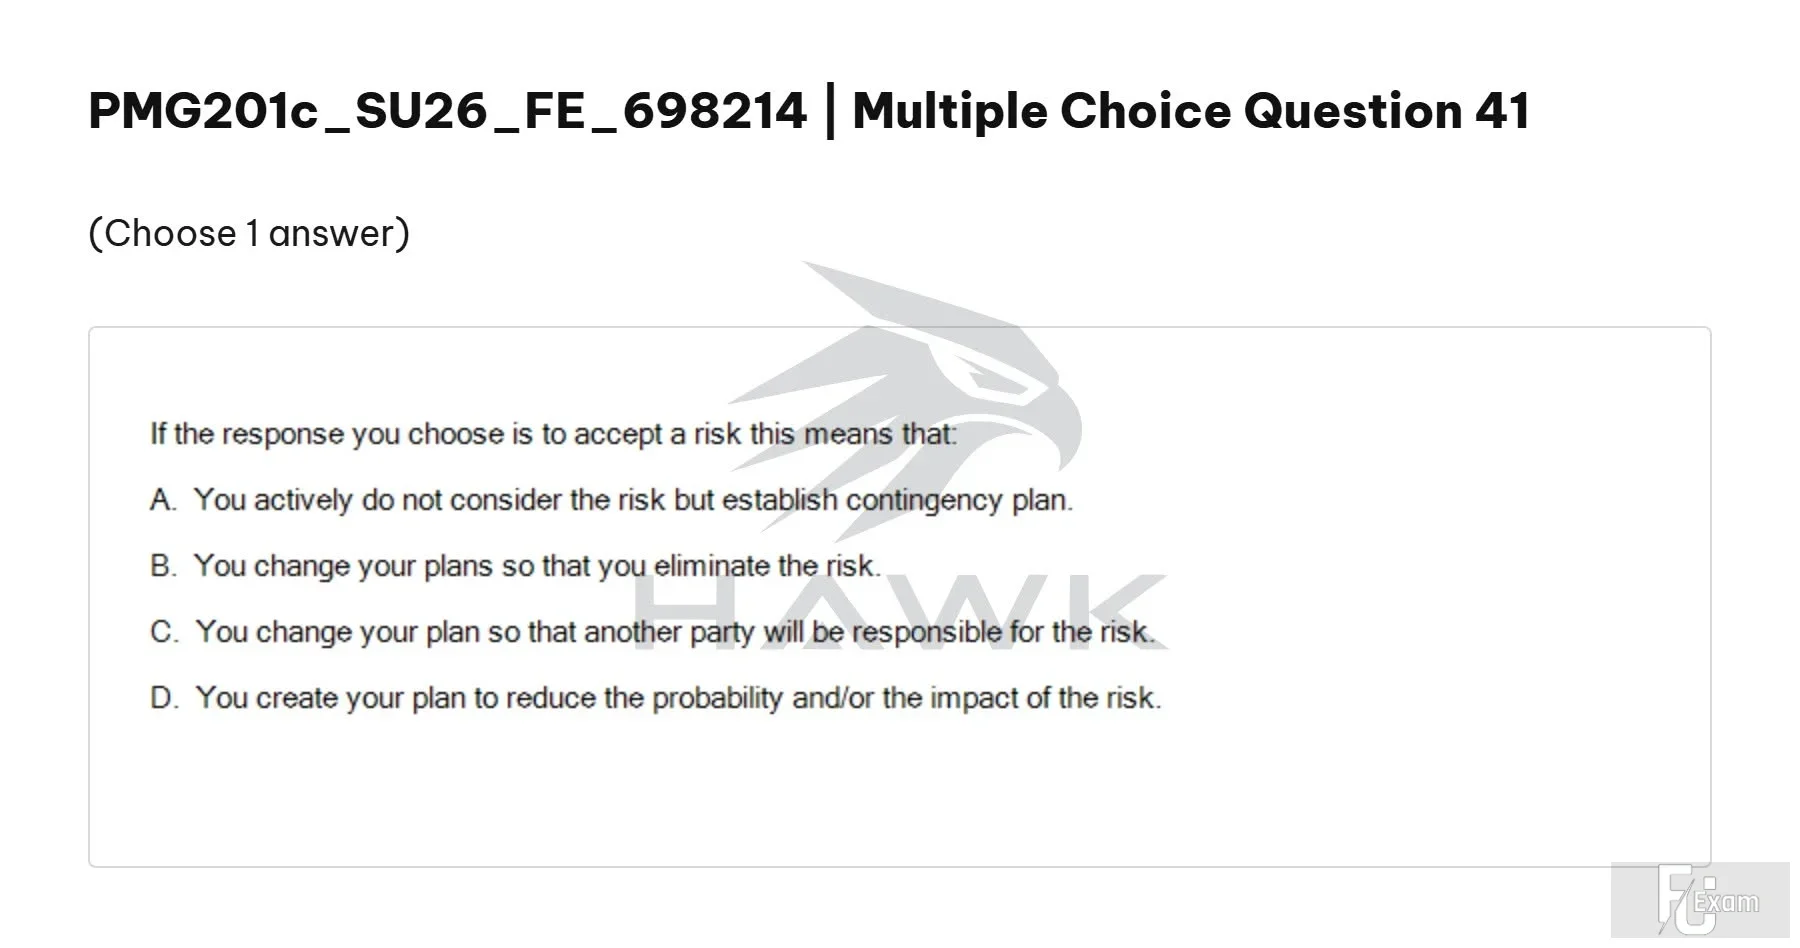 PMG201c_SU26_FE_698214 | Multiple Choice Question 41
(Choose 1 answer)
If the response you choose is to accept a risk this means that:
A. You actively do not consider the risk but establish contingency plan.
B. You change your plans so that you eliminate the risk.
C. You change your plan so that another party will be responsible for the risk.
D. You create your plan to reduce the probability and/or the impact of the risk.
HAWK
FU Exam